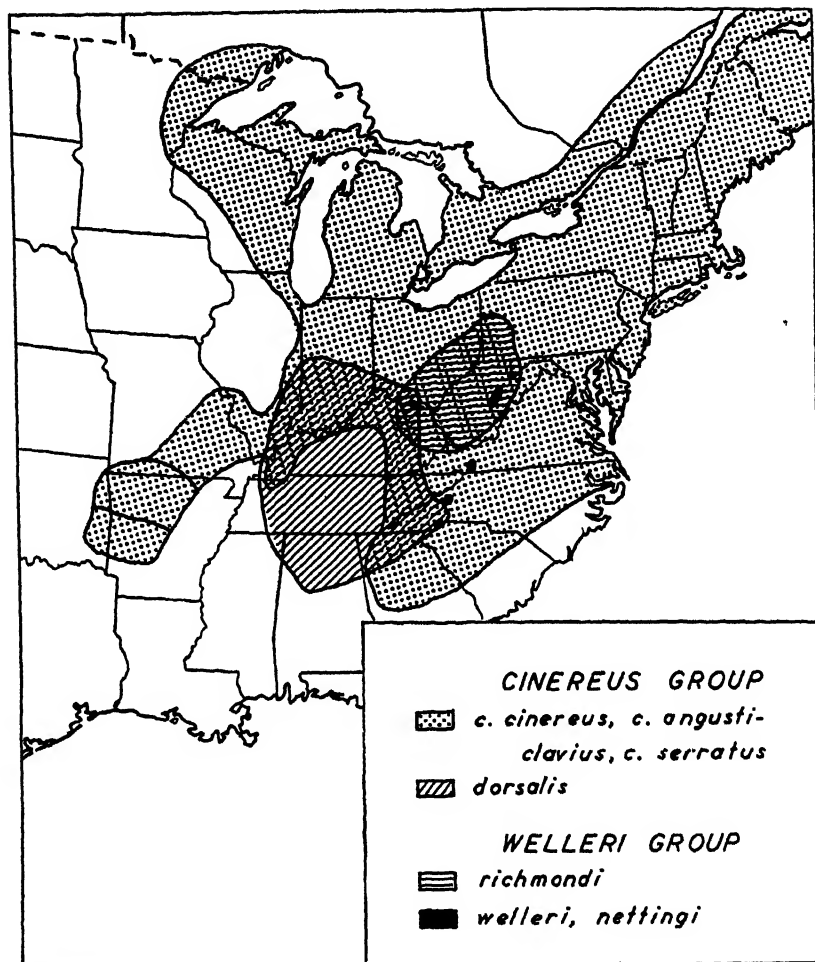 CINEREUS GROUP
c. cinereus, c. angusti-
clavius, c. serratus
dorsalis
WELLERI GROUP
richmondi
welleri, nettingi